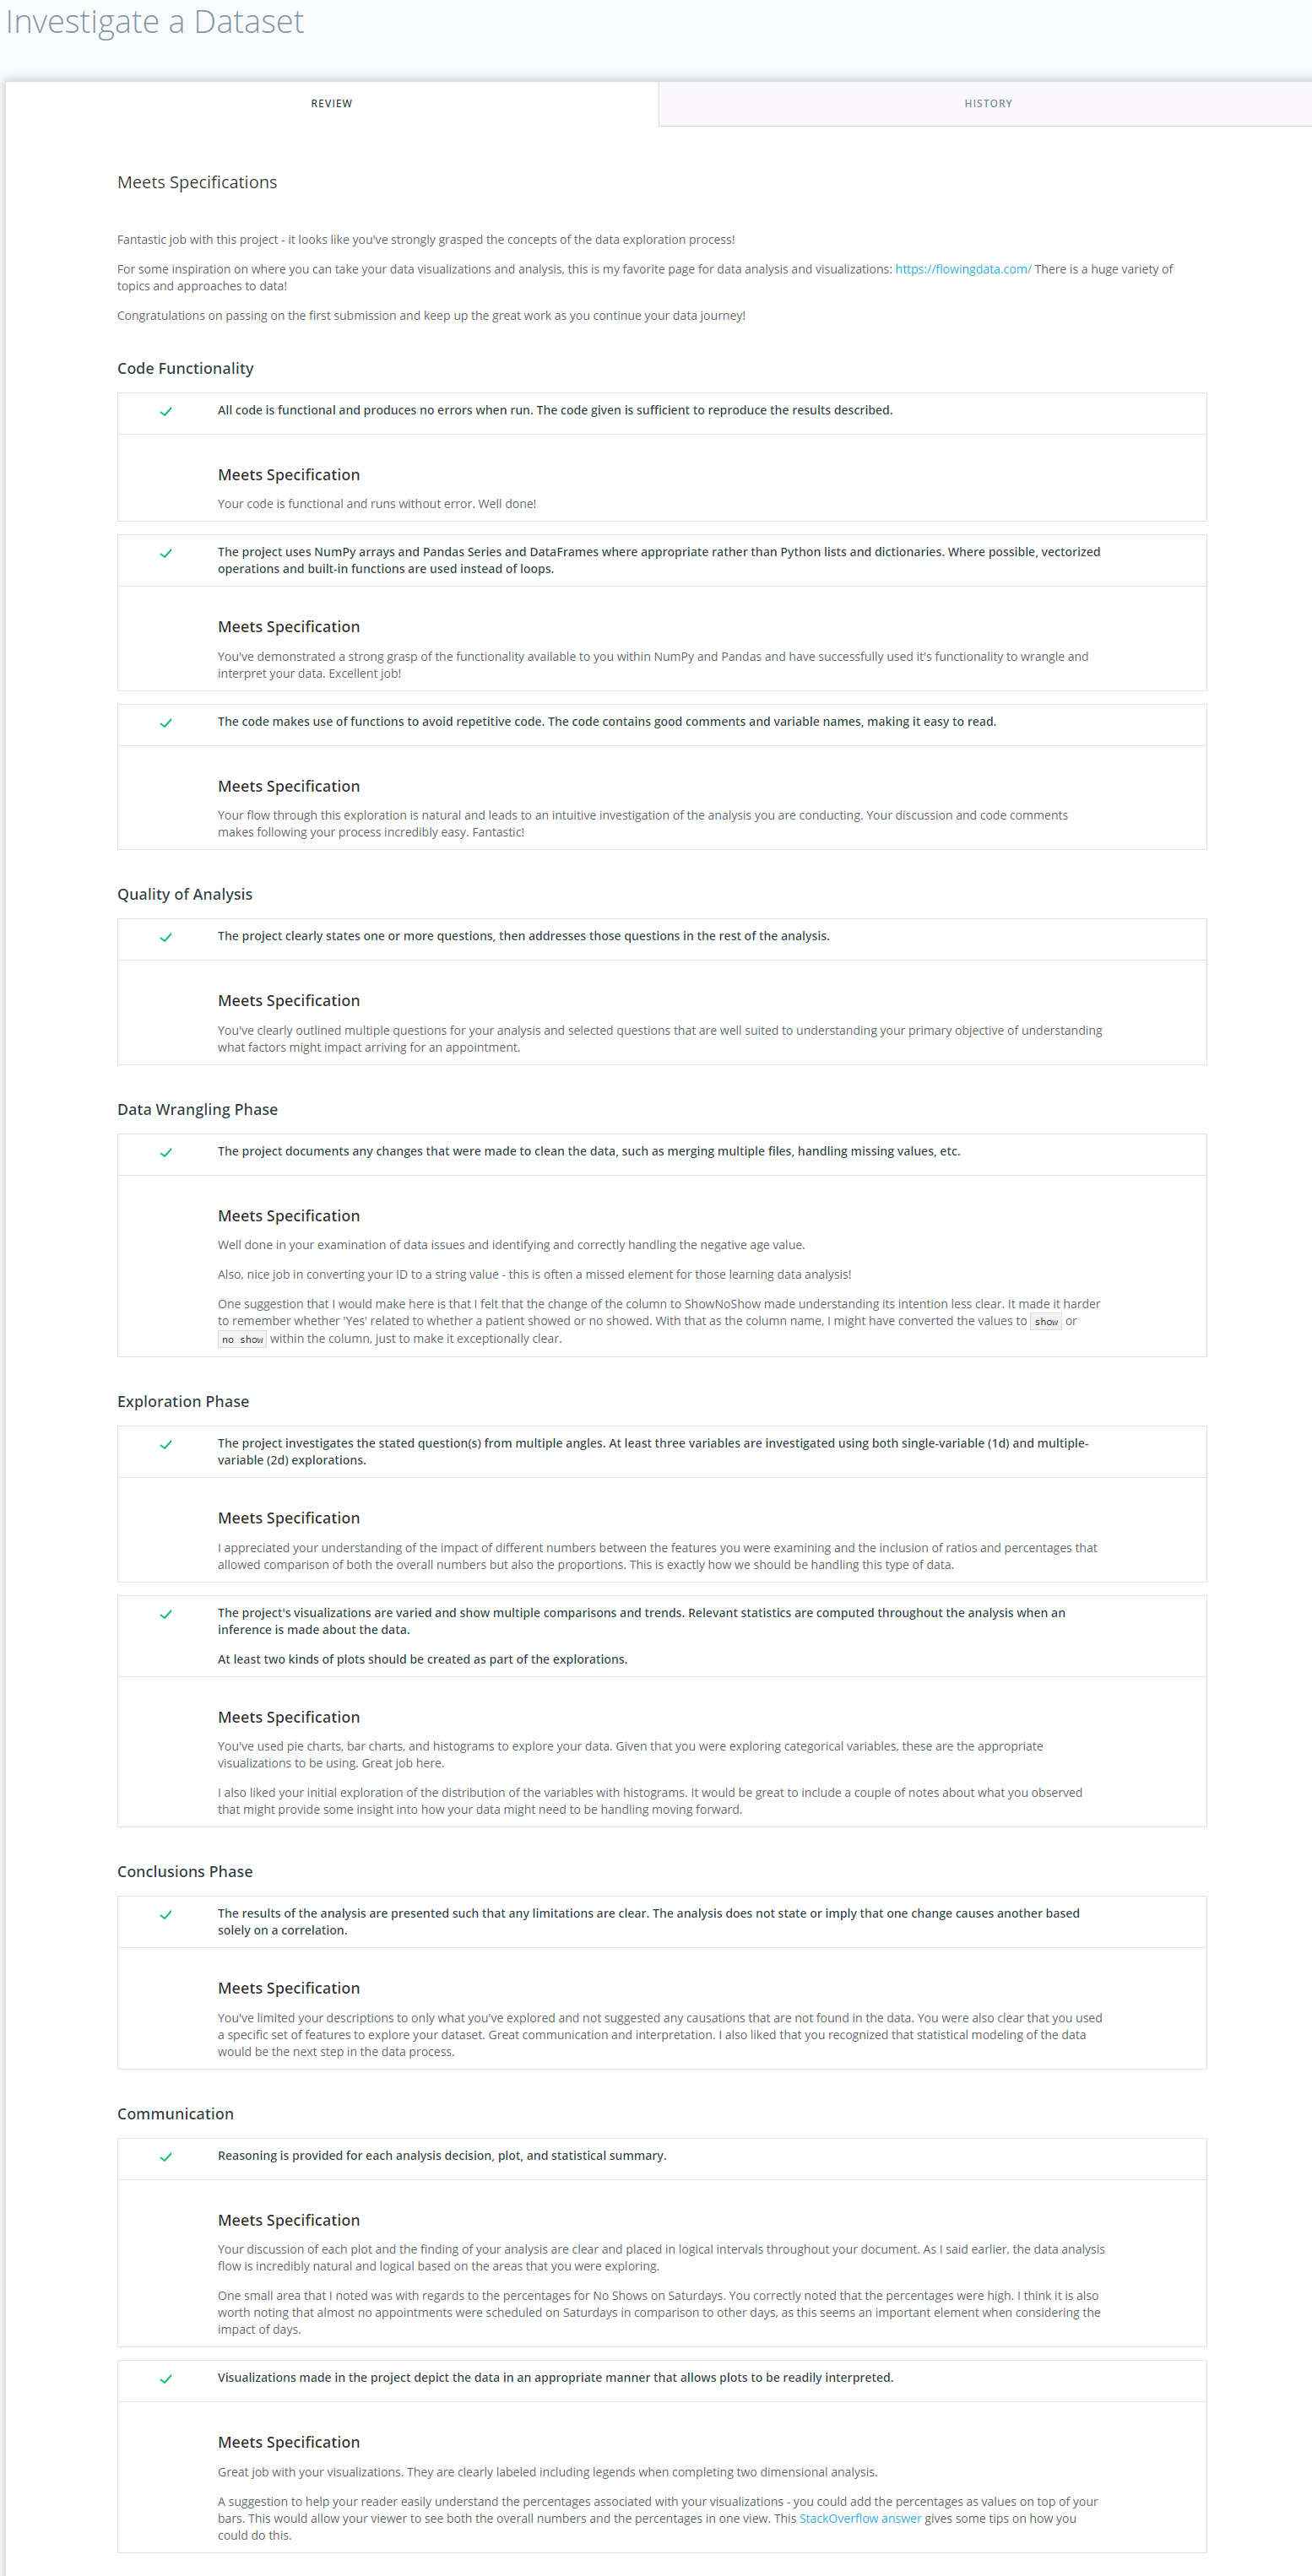 Investigate a Dataset
REVIEW
HISTORY
Meets Specifications
Fantastic job with this project - it looks like you've strongly grasped the concepts of the data exploration process!
For some inspiration on where you can take your data visualizations and analysis, this is my favorite page for data analysis and visualizations: https://flowingdata.com/ There is a huge variety of
topics and approaches to data!
Congratulations on passing on the first submission and keep up the great work as you continue your data journey!
Code Functionality
All code is functional and produces no errors when run. The code given is sufficient to reproduce the results described.
Meets Specification
Your code is functional and runs without error. Well done!
The project uses NumPy arrays and Pandas Series and DataFrames where appropriate rather than Python lists and dictionaries. Where possible, vectorized
operations and built-in functions are used instead of loops.
Meets Specification
You've demonstrated a strong grasp of the functionality available to you within NumPy and Pandas and have successfully used it's functionality to wrangle and
interpret your data. Excellent job!
The code makes use of functions to avoid repetitive code. The code contains good comments and variable names, making it easy to read.
Meets Specification
Your flow through this exploration is natural and leads to an intuitive investigation of the analysis you are conducting. Your discussion and code comments
makes following your process incredibly easy. Fantastic!
Quality of Analysis
The project clearly states one or more questions, then addresses those questions in the rest of the analysis.
Meets Specification
You've clearly outlined multiple questions for your analysis and selected questions that are well suited to understanding your primary objective of understanding
what factors might impact arriving for an appointment.
Data Wrangling Phase
The project documents any changes that were made to clean the data, such as merging multiple files, handling missing values, etc.
Meets Specification
Well done in your examination of data issues and identifying and correctly handling the negative age value.
Also, nice job in converting your ID to a string value - this is often a missed element for those learning data analysis!
One suggestion that I would make here is that I felt that the change of the column to ShowNoShow made understanding its intention less clear. It made it harder
to remember whether 'Yes' related to whether a patient showed or no showed. With that as the column name, I might have converted the values to show or
no show within the column, just to make it exceptionally clear.
Exploration Phase
The project investigates the stated question(s) from multiple angles. At least three variables are investigated using both single-variable (1d) and multiple-
variable (2d) explorations.
Meets Specification
I appreciated your understanding of the impact of different numbers between the features you were examining and the inclusion of ratios and percentages that
allowed comparison of both the overall numbers but also the proportions. This is exactly how we should be handling this type of data.
The project's visualizations are varied and show multiple comparisons and trends. Relevant statistics are computed throughout the analysis when an
inference is made about the data.
At least two kinds of plots should be created as part of the explorations.
Meets Specification
You've used pie charts, bar charts, and histograms to explore your data. Given that you were exploring categorical variables, these are the appropriate
visualizations to be using. Great job here.
I also liked your initial exploration of the distribution of the variables with histograms. It would be great to include a couple of notes about what you observed
that might provide some insight into how your data might need to be handling moving forward.
Conclusions Phase
The results of the analysis are presented such that any limitations are clear. The analysis does not state or imply that one change causes another based
solely on a correlation.
Meets Specification
You've limited your descriptions to only what you've explored and not suggested any causations that are not found in the data. You were also clear that you used
a specific set of features to explore your dataset. Great communication and interpretation. I also liked that you recognized that statistical modeling of the data
would be the next step in the data process.
Communication
Reasoning is provided for each analysis decision, plot, and statistical summary.
Meets Specification
Your discussion of each plot and the finding of your analysis are clear and placed in logical intervals throughout your document. As I said earlier, the data analysis
flow is incredibly natural and logical based on the areas that you were exploring.
One small area that I noted was with regards to the percentages for No Shows on Saturdays. You correctly noted that the percentages were high. I think it is also
worth noting that almost no appointments were scheduled on Saturdays in comparison to other days, as this seems an important element when considering the
impact of days.
Visualizations made in the project depict the data in an appropriate manner that allows plots to be readily interpreted.
Meets Specification
Great job with your visualizations. They are clearly labeled including legends when completing two dimensional analysis.
A suggestion to help your reader easily understand the percentages associated with your visualizations - you could add the percentages as values on top of your
bars. This would allow your viewer to see both the overall numbers and the percentages in one view. This StackOverflow answer gives some tips on how you
could do this.